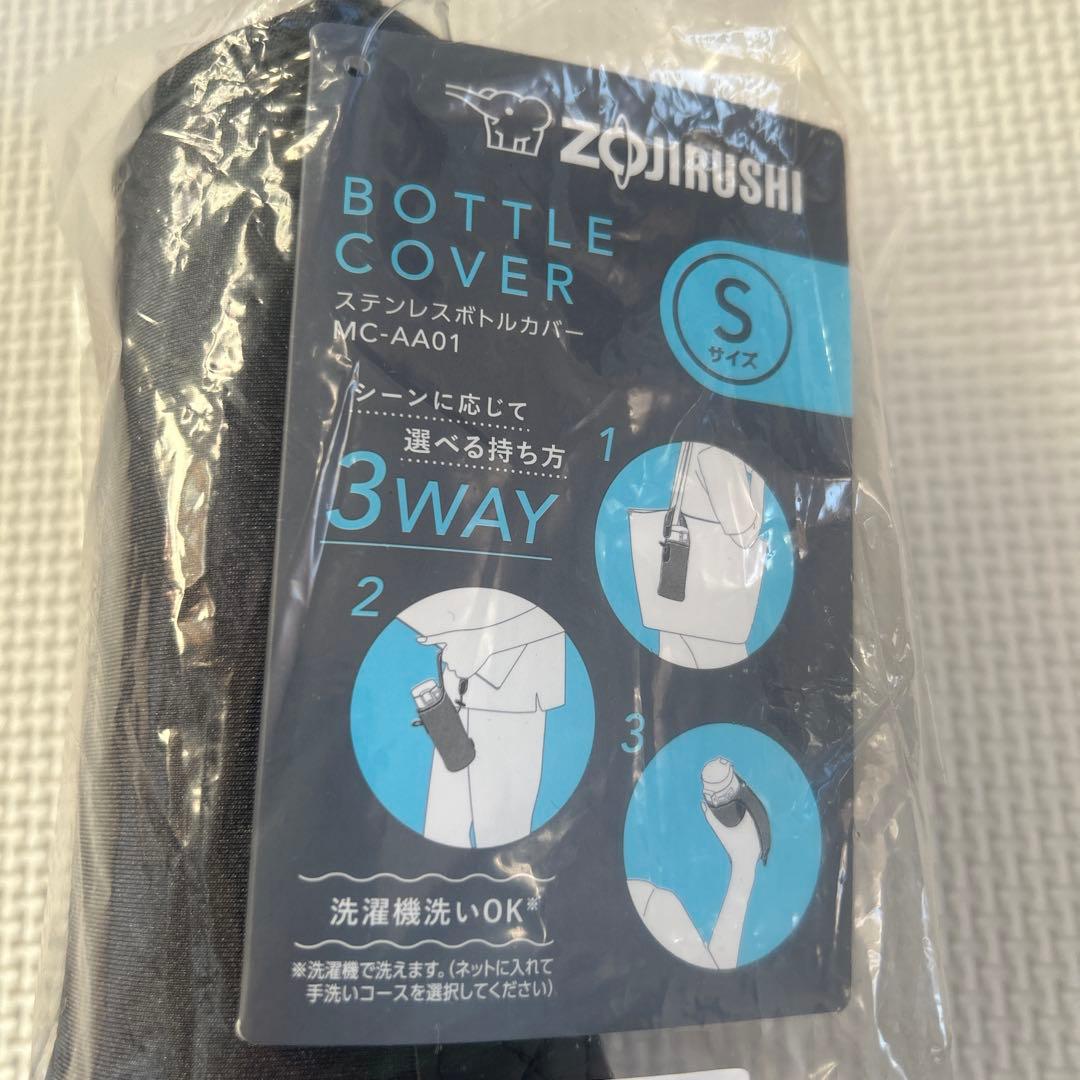 ZOJIRUSHI
BOTTLE
COVER
ステンレスボトルカバー
MC-AA01
S
サイズ
シーンに応じて
選べる持ち方
3WAY
1
2
3
洗濯機洗いOK※
※洗濯機で洗えます。(ネットに入れて
手洗いコースを選択してください)